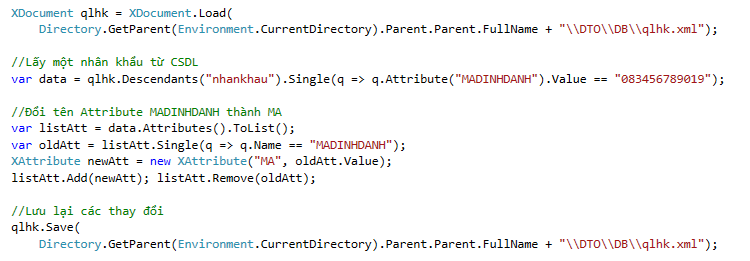 XDocument qlhk = XDocument.Load(
Directory.GetParent(Environment.CurrentDirectory).Parent.Parent.FullName + "\\DTO\\DB\\qlhk.xml");
//Lấy một nhân khẩu từ CSDL
var data = qlhk.Descendants("nhankhau").Single(q => q.Attribute("MADINHDANH").Value == "083456789019");
//Đổi tên Attribute MADINHDANH thành MA
var listAtt = data.Attributes().ToList();
var oldAtt = listAtt.Single(q => q.Name == "MADINHDANH");
XAttribute newAtt = new XAttribute("MA", oldAtt.Value);
listAtt.Add(newAtt); listAtt.Remove(oldAtt);
//Lưu lại các thay đổi
qlhk.Save(
Directory.GetParent(Environment.CurrentDirectory).Parent.Parent.FullName + "\\DTO\\DB\\qlhk.xml");